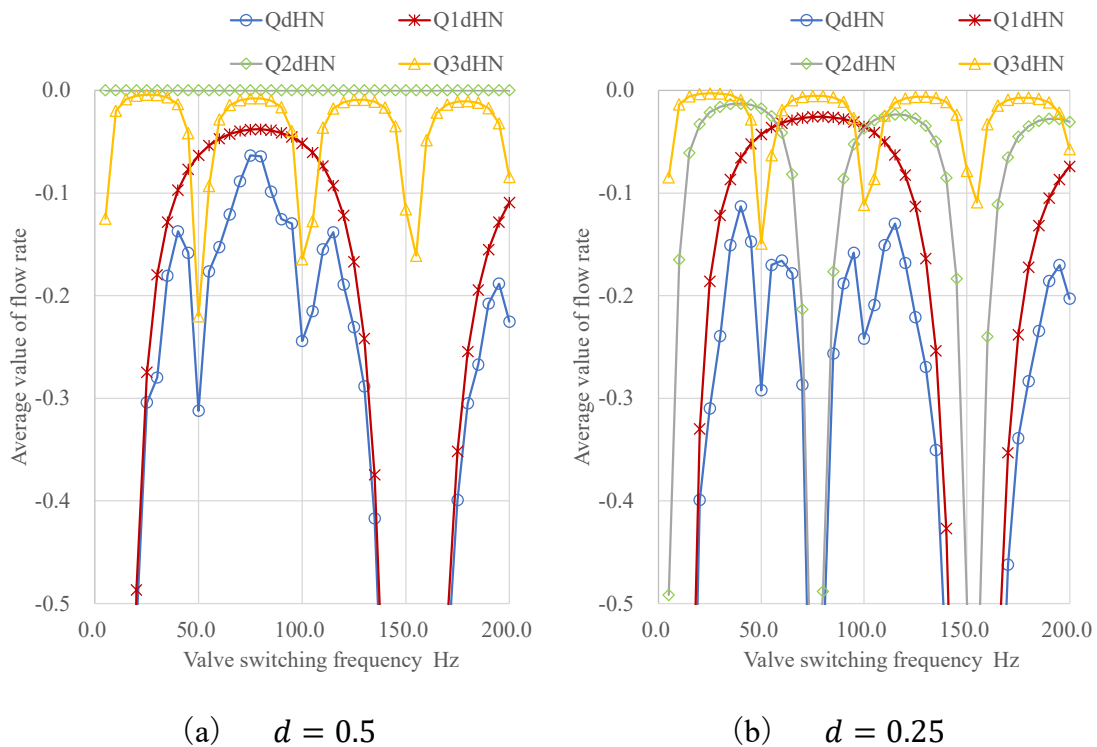 QdHN Q1dHN
Q2dHN Q3dHN
0.0
-0.1
-0.2
-0.3
-0.4
-0.5
0.0 50.0 100.0 150.0 200.0
Average value of flow rate
Valve switching frequency Hz
(a) d = 0.5
QdHN Q1dHN
Q2dHN Q3dHN
0.0
-0.1
-0.2
-0.3
-0.4
-0.5
0.0 50.0 100.0 150.0 200.0
Average value of flow rate
Valve switching frequency Hz
(b) d = 0.25